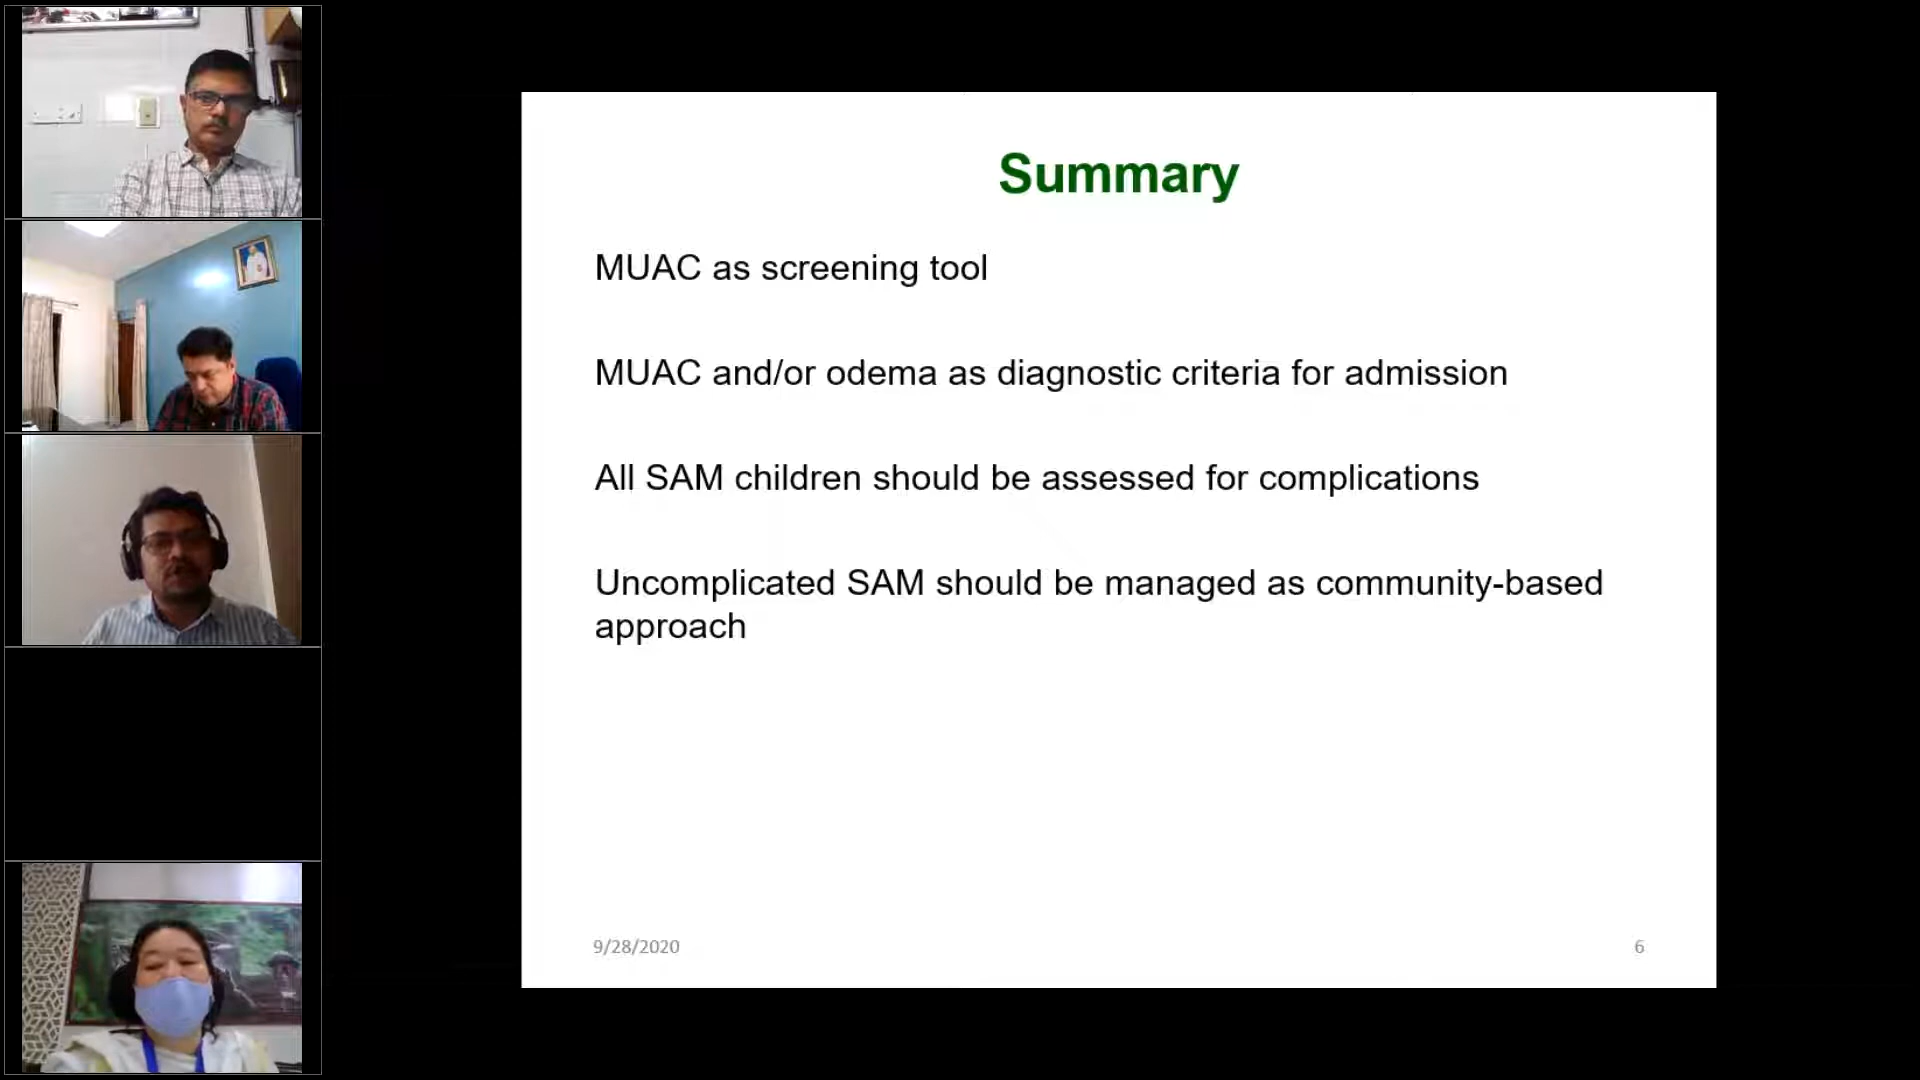 Summary
MUAC as screening tool
MUAC and/or odema as diagnostic criteria for admission
All SAM children should be assessed for complications
Uncomplicated SAM should be managed as community-based
approach
9/28/2020
6